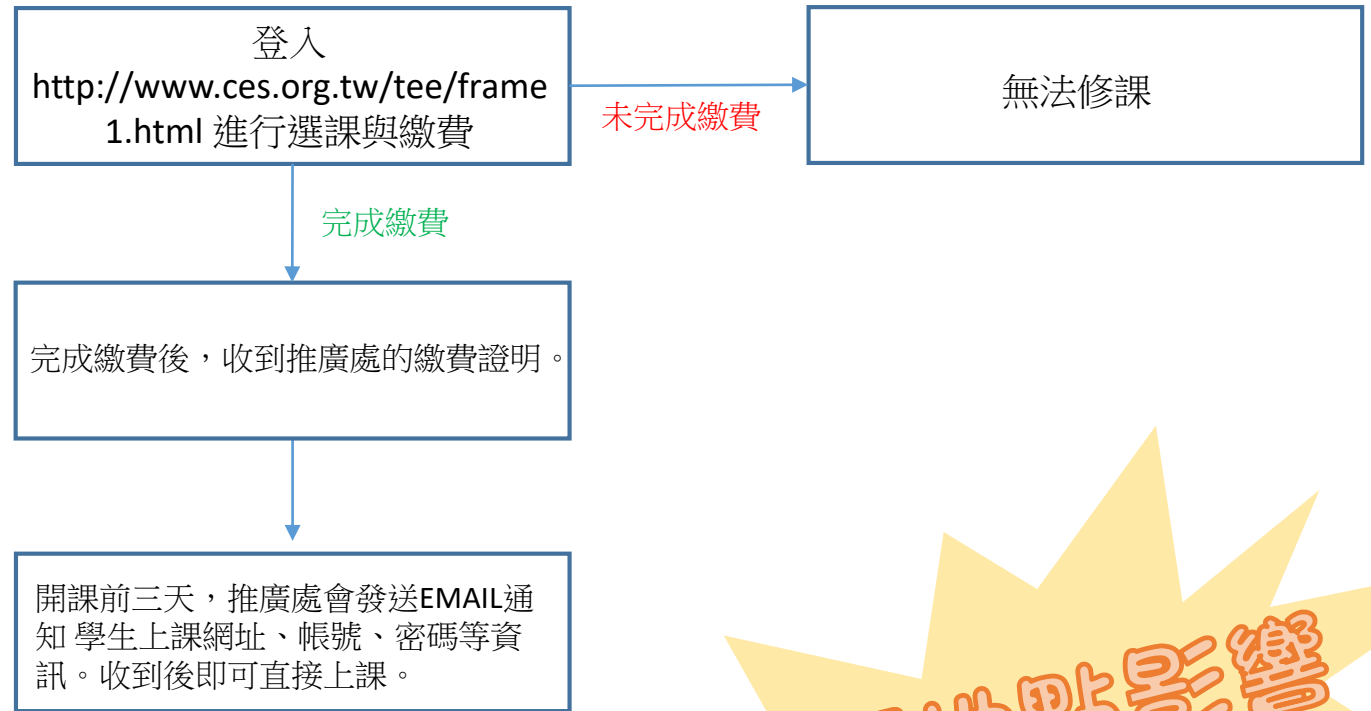 登入
http://www.ces.org.tw/tee/frame
1.html 進行選課與繳費
未完成繳費
無法修課
完成繳費
完成繳費後，收到推廣處的繳費證明。
開課前三天，推廣處會發送EMAIL通
知 學生上課網址、帳號、密碼等資
訊。收到後即可直接上課。
點影響